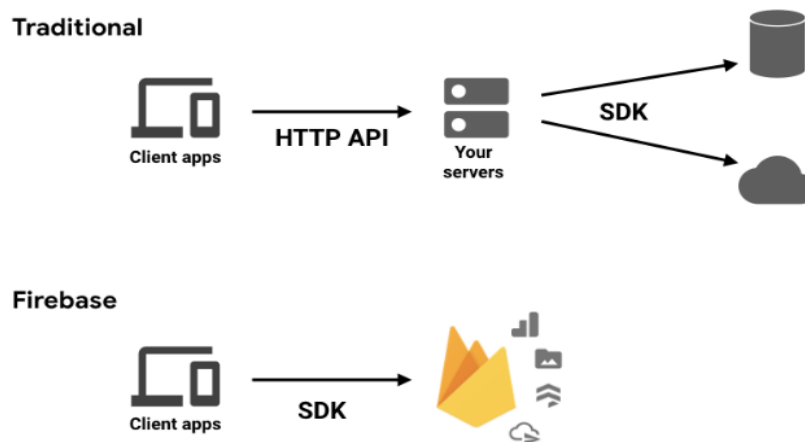 Traditional
Client apps
HTTP API
Your
servers
SDK
Firebase
Client apps
SDK